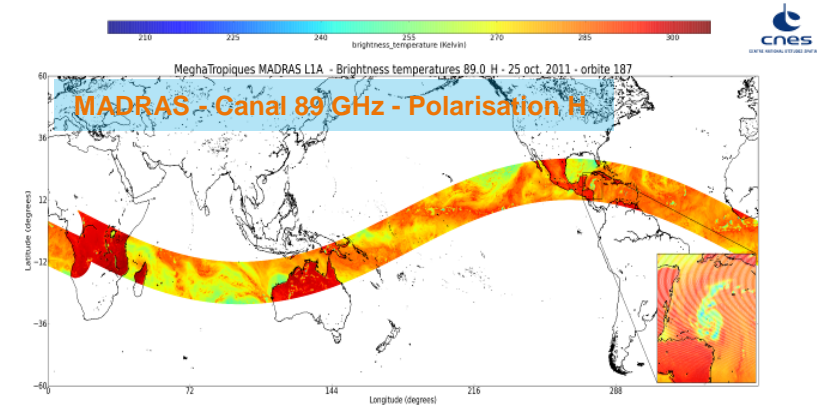 210 225 240 255 270 285 300
brightness_temperature (Kelvin)
cnes
CENTRE NATIONAL D'ETUDES SPATIALES
MeghaTropiques MADRAS L1A - Brightness temperatures 89.0 H - 25 oct. 2011 - orbite 187
MADRAS - Canal 89 GHz - Polarisation H
Latitude (degrees)
60
36
12
−12
−36
−60
0 72 144 216 288
Longitude (degrees)